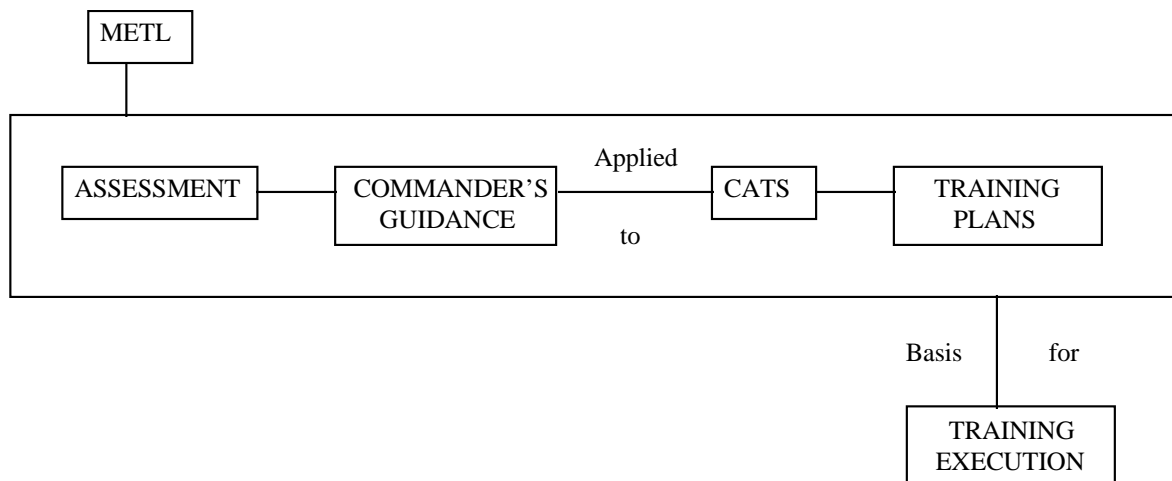 METL
Applied
ASSESSMENT
COMMANDER’S
GUIDANCE
to
CATS
TRAINING
PLANS
Basis for
TRAINING
EXECUTION